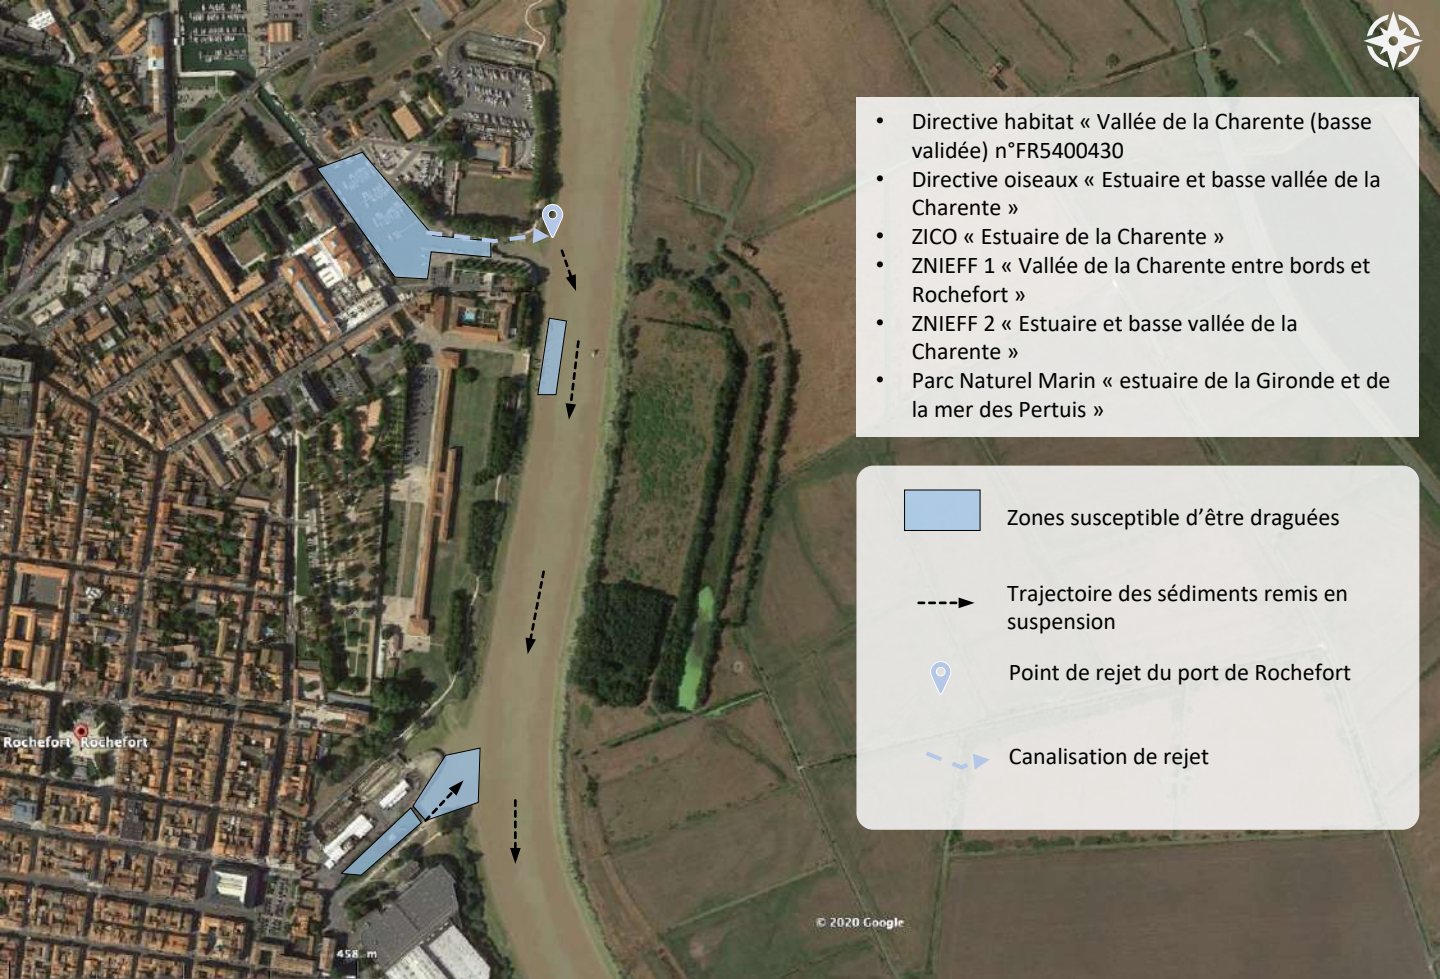 • Directive habitat « Vallée de la Charente (basse
validée) n°FR5400430
• Directive oiseaux « Estuaire et basse vallée de la
Charente »
• ZICO « Estuaire de la Charente »
• ZNIEFF 1 « Vallée de la Charente entre bords et
Rochefort »
• ZNIEFF 2 « Estuaire et basse vallée de la
Charente »
• Parc Naturel Marin « estuaire de la Gironde et de
la mer des Pertuis »
Zones susceptible d’être draguées
Trajectoire des sédiments remis en
suspension
Point de rejet du port de Rochefort
Canalisation de rejet
Rochefort Rochefort
© 2020 Google
458 m